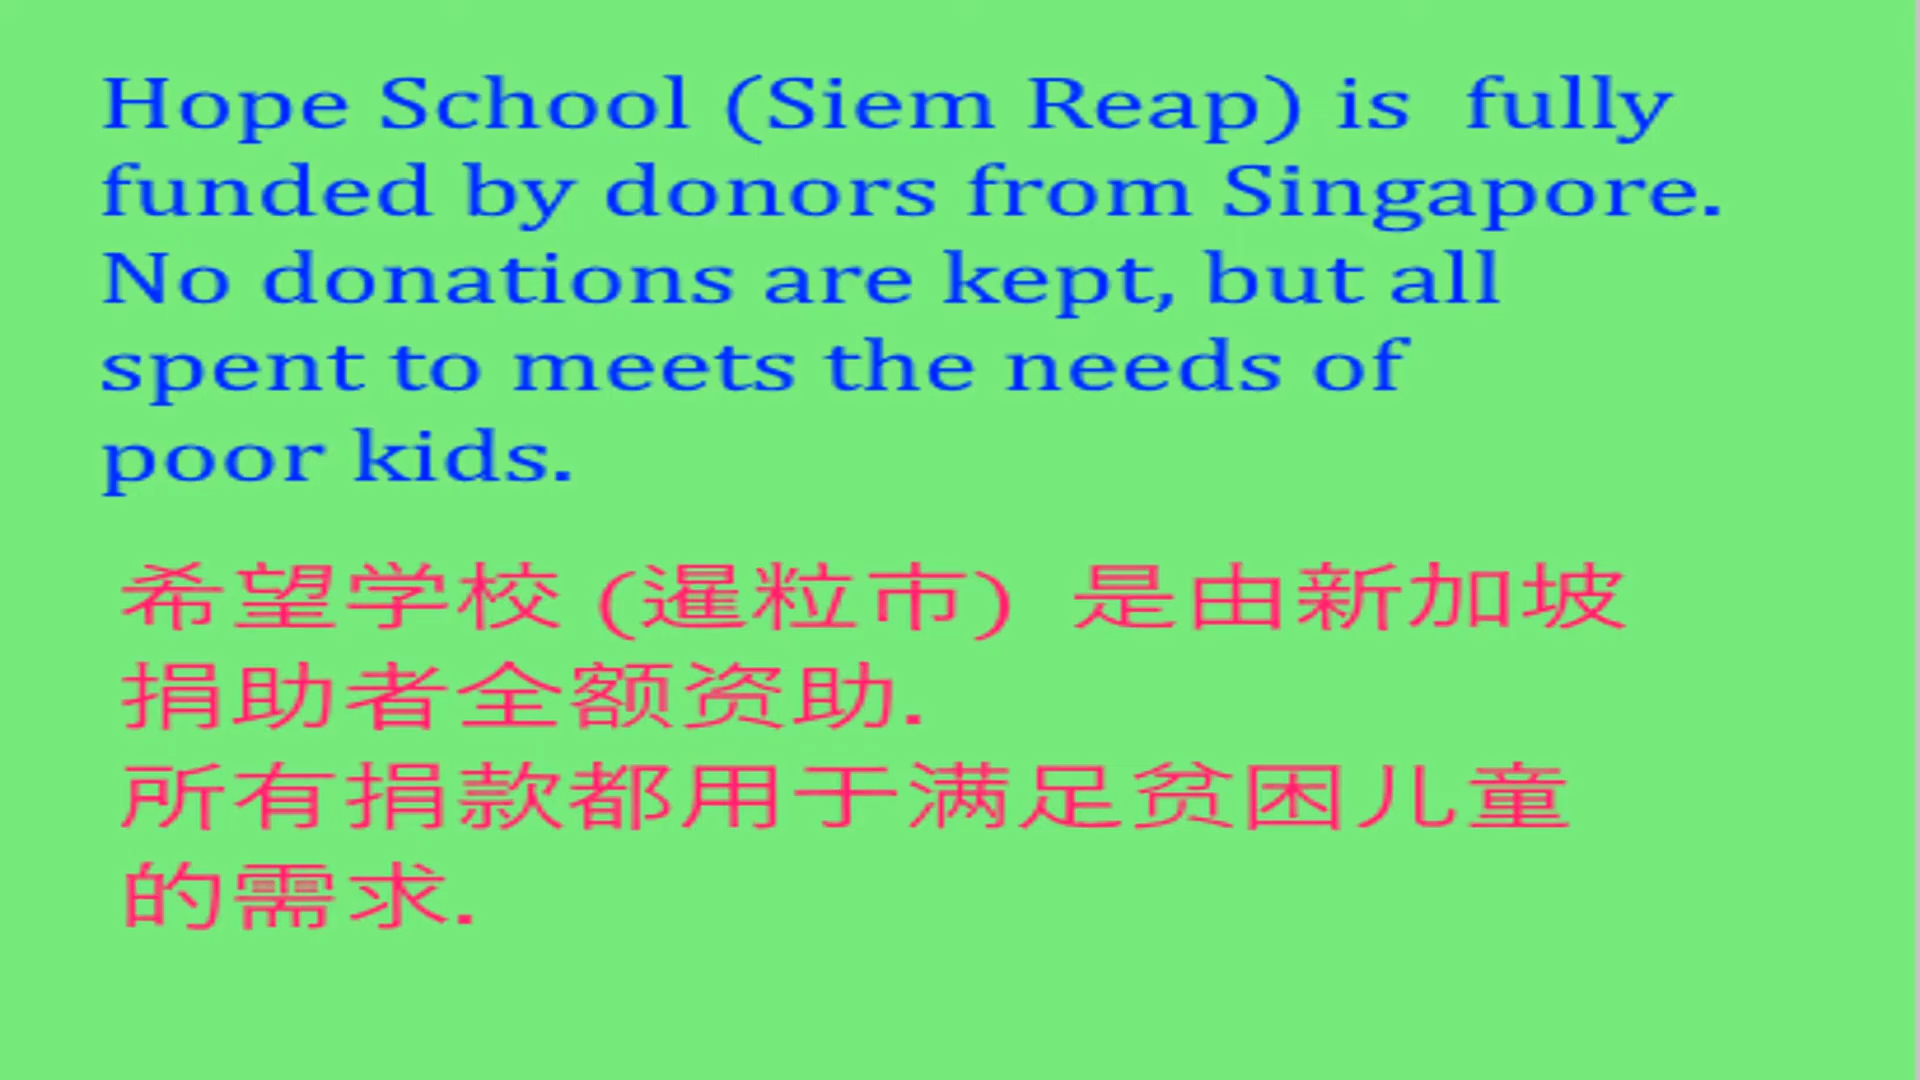 Hope School (Siem Reap) is  fully
funded by donors from Singapore.
No donations are kept, but all
spent to meets the needs of
poor kids.
希望学校 (暹粒市)  是由新加坡
捐助者全额资助.
所有捐款都用于满足贫困儿童
的需求.